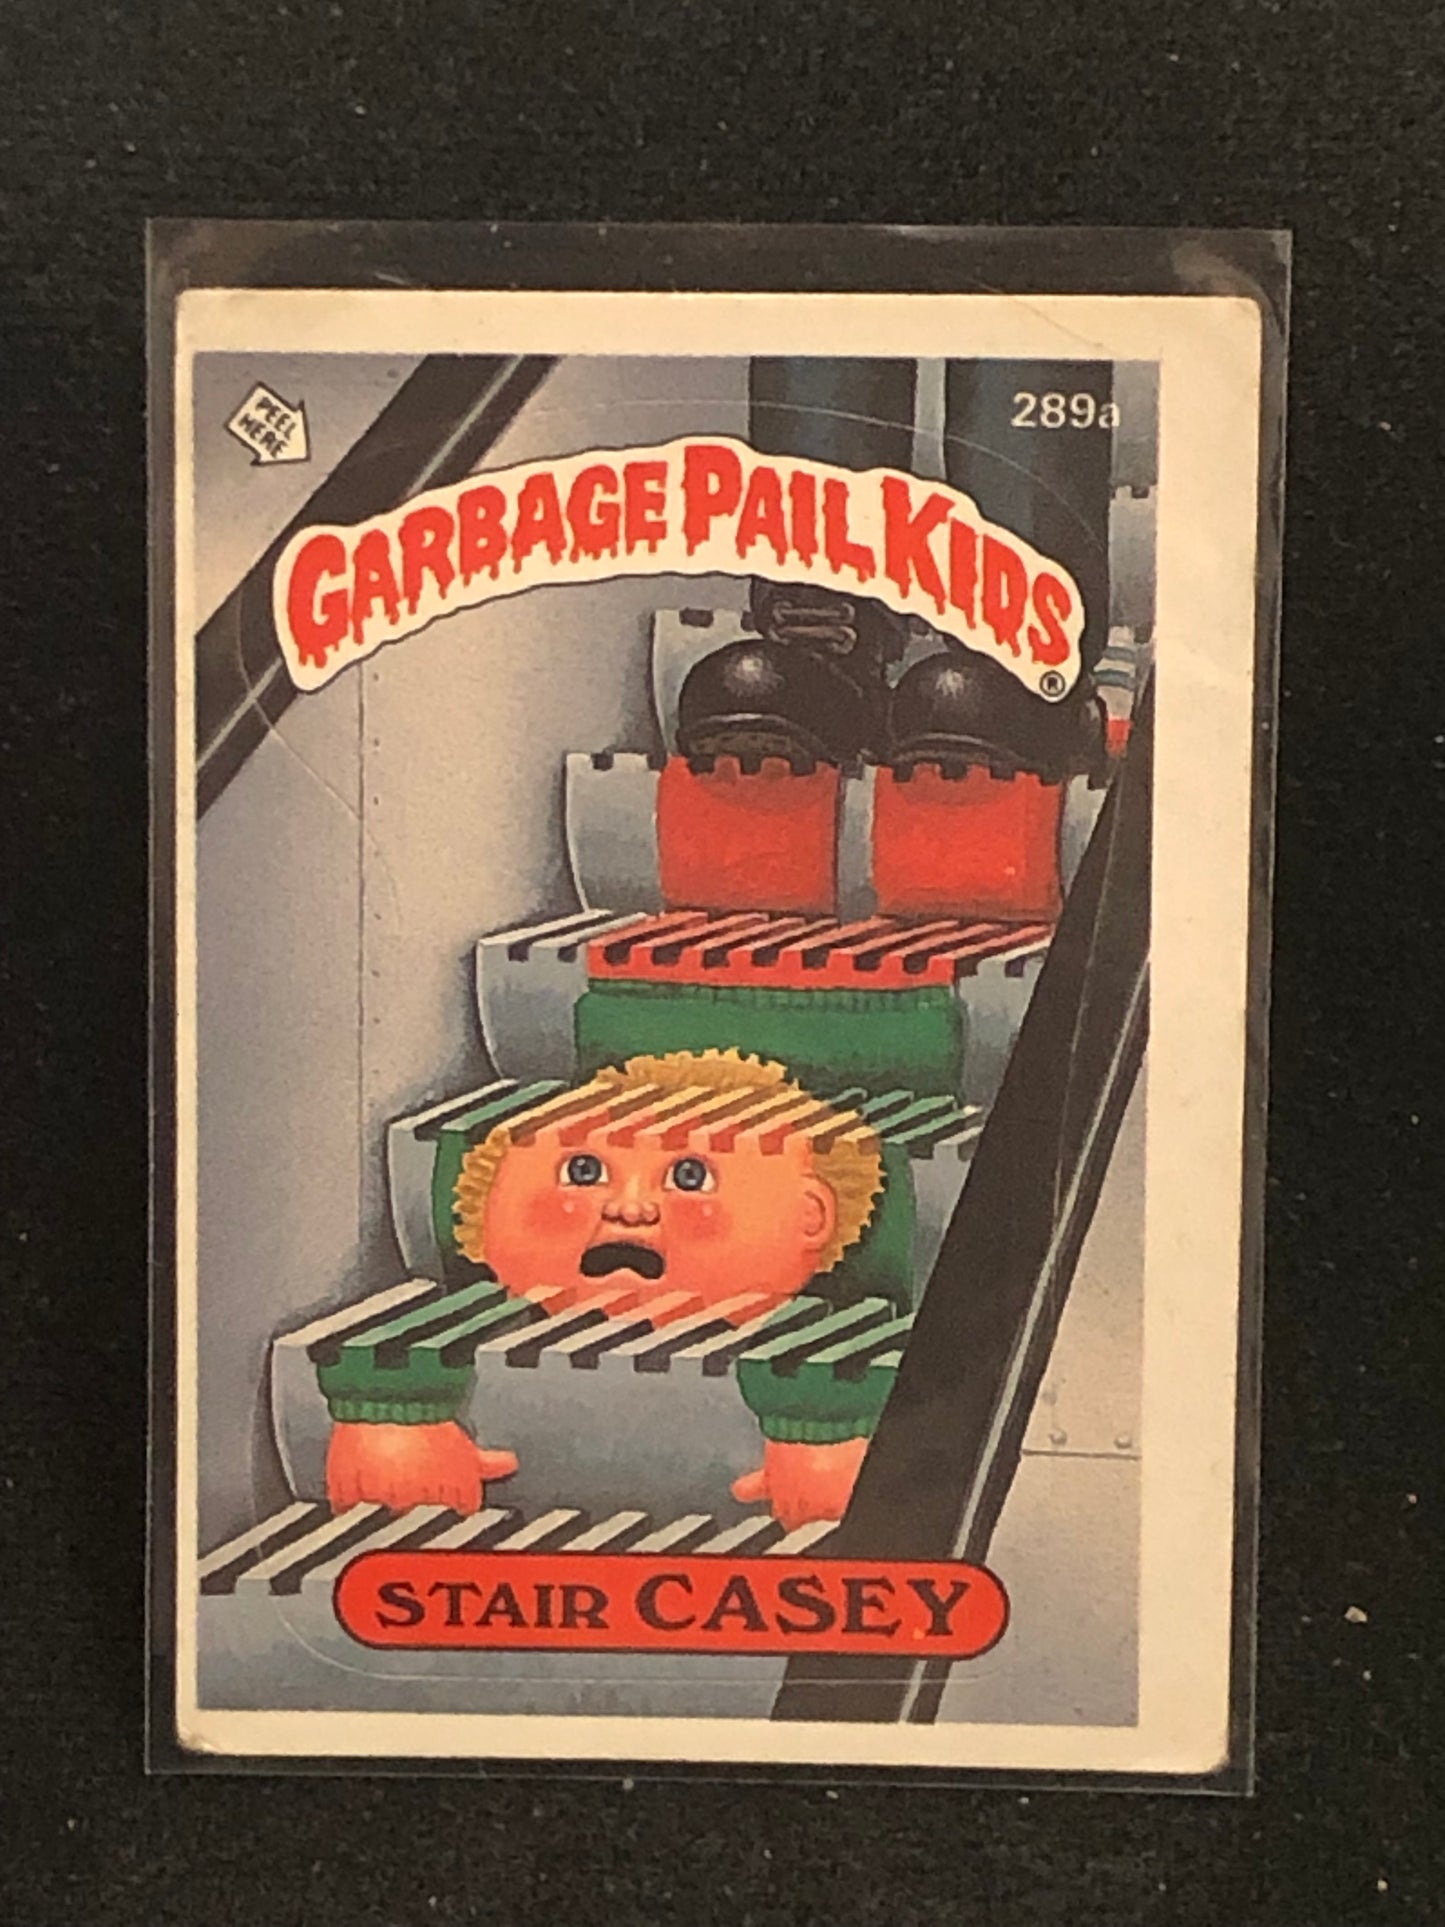 PEEL
HERE
289a
GARBAGE PAIL KIDS
®
STAIR CASEY